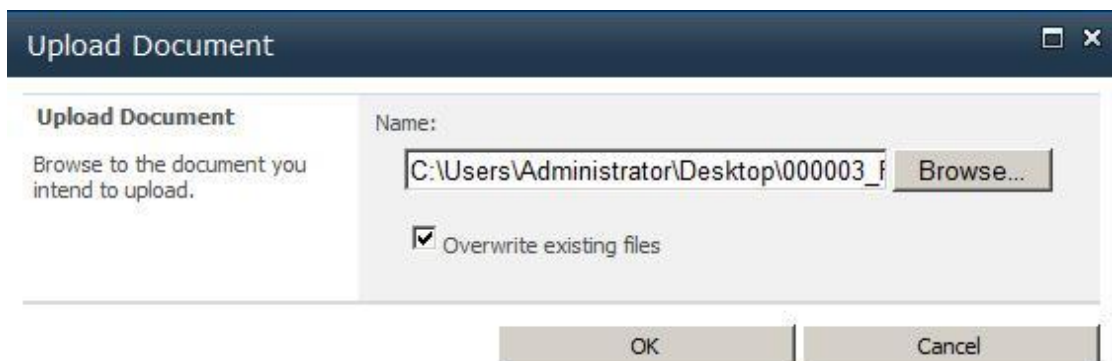 Upload Document
Upload Document
Browse to the document you
intend to upload.
Name:
C:\Users\Administrator\Desktop\000003_
Browse...
Overwrite existing files
OK
Cancel